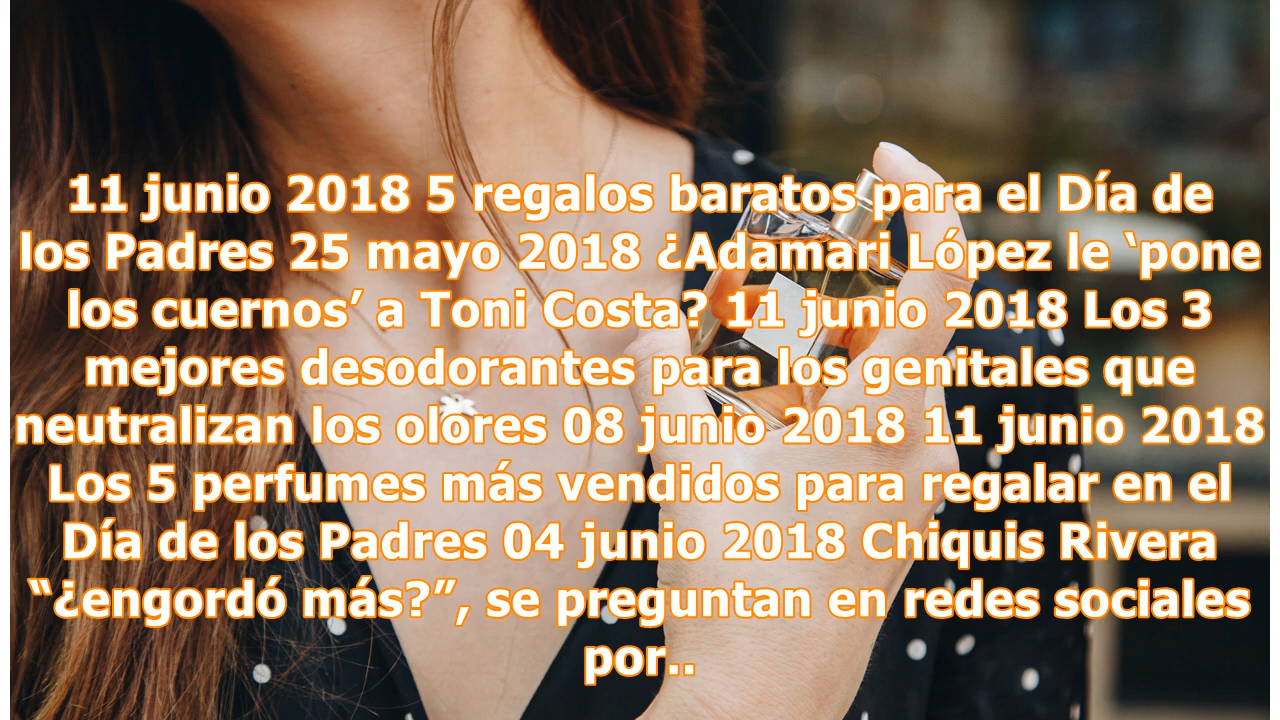 11 junio 2018 5 regalos baratos para el Día de
los Padres 25 mayo 2018 ¿Adamari López le ‘pone
los cuernos’ a Toni Costa? 11 junio 2018 Los 3
mejores desodorantes para los genitales que
neutralizan los olores 08 junio 2018 11 junio 2018
Los 5 perfumes más vendidos para regalar en el
Día de los Padres 04 junio 2018 Chiquis Rivera
“¿engordó más?”, se preguntan en redes sociales
por..